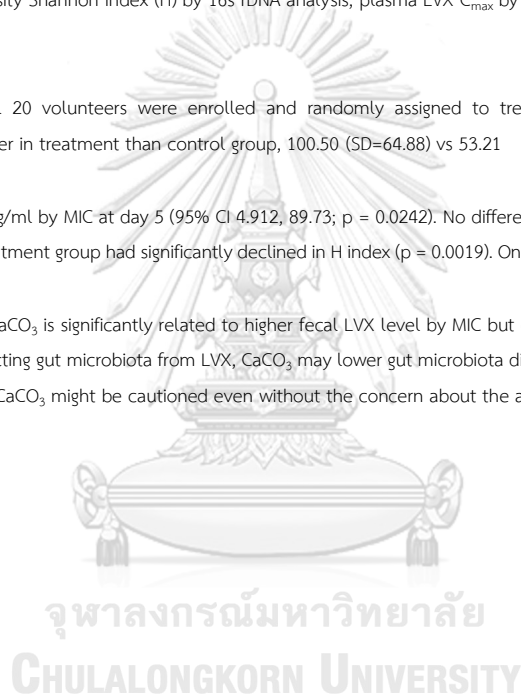 sity Shannon Index (H) by 16s rDNA analysis, plasma LVX Cmax by
20 volunteers were enrolled and randomly assigned to tre
er in treatment than control group, 100.50 (SD=64.88) vs 53.21
g/ml by MIC at day 5 (95% CI 4.912, 89.73; p = 0.0242). No differe
tment group had significantly declined in H index (p = 0.0019). On
aCO₃ is significantly related to higher fecal LVX level by MIC but
cting gut microbiota from LVX, CaCO₃ may lower gut microbiota di
CaCO₃ might be cautioned even without the concern about the a
จุฬาลงกรณ์มหาวิทยาลัย
CHULALONGKORN UNIVERSITY